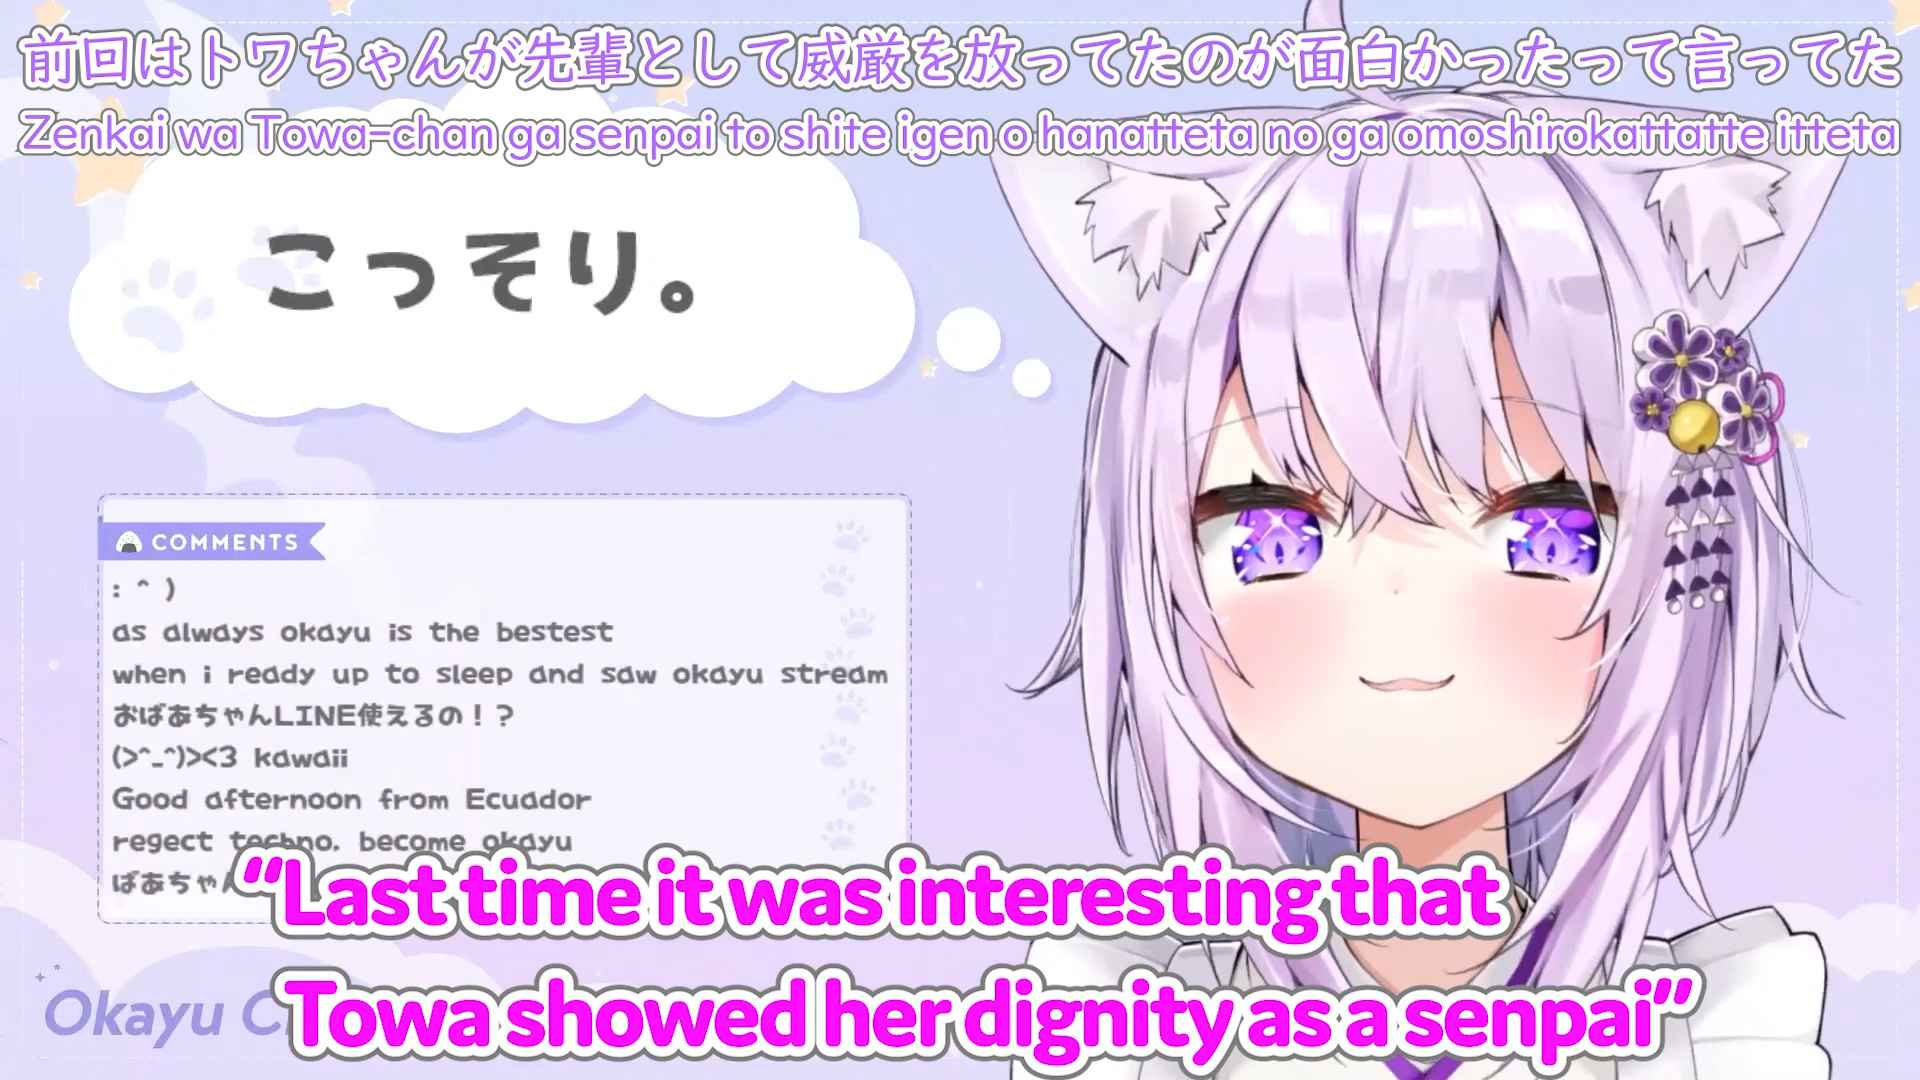 前回はトワちゃんが先輩として威厳を放ってたのが面白かったって言ってた
Zenkai wa Towa-chan ga senpai to shite igen o hanatteta no ga omoshirokattatte itteta
こっそり。
COMMENTS
: ^ )
as always okayu is the bestest
when i ready up to sleep and saw okayu stream
おばあちゃんLINE使えるの！？
(>^_^)><3 kawaii
Good afternoon from Ecuador
regect techno. become okayu
ばあちゃ
“Last time it was interesting that
Towa showed her dignity as a senpai”
Okayu